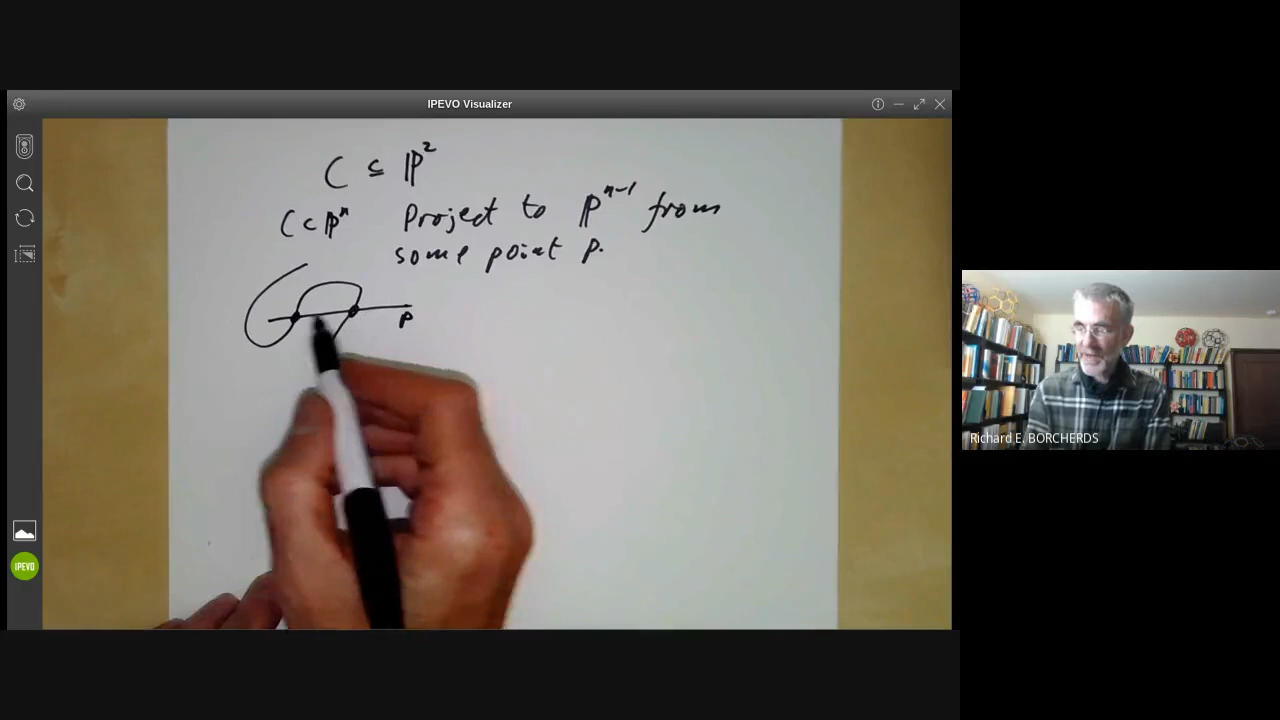 IPEVO Visualizer
C ⊆ ℙ²
C ⊂ ℙⁿ Project to ℙⁿ⁻¹ from
some point p.
p
Richard E. BORCHERDS
IPEVO